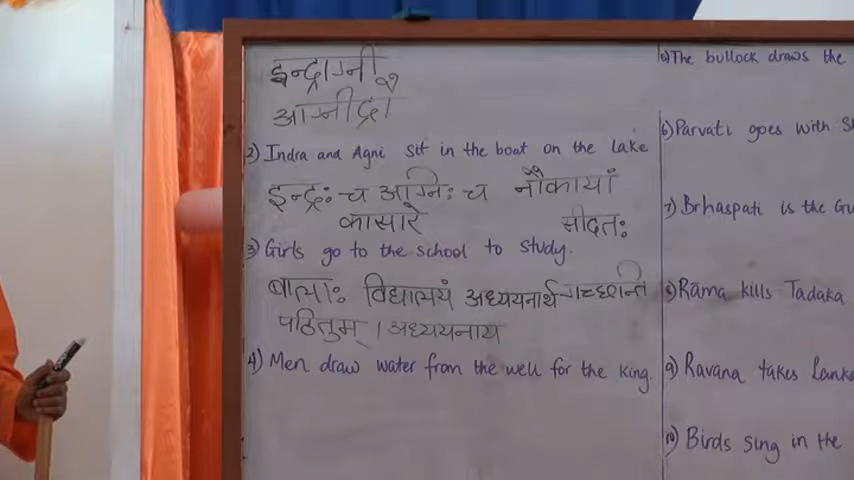 इन्द्राग्नी
आग्नीद्रौ
2) Indra and Agni sit in the boat on the lake
इन्द्रः च अग्निः च नौकायां
कासारे सीदतः
3) Girls go to the school to study.
बालाः विद्यालयं अध्ययनार्थं गच्छन्ति
पठितुम् । अध्ययनाय
4) Men draw water from the well for the king.
5) The bullock draws the
6) Parvati goes with
7) Brhaspati is the
8) Rāma kills Tadaka
9) Ravana takes
10) Birds sing in the